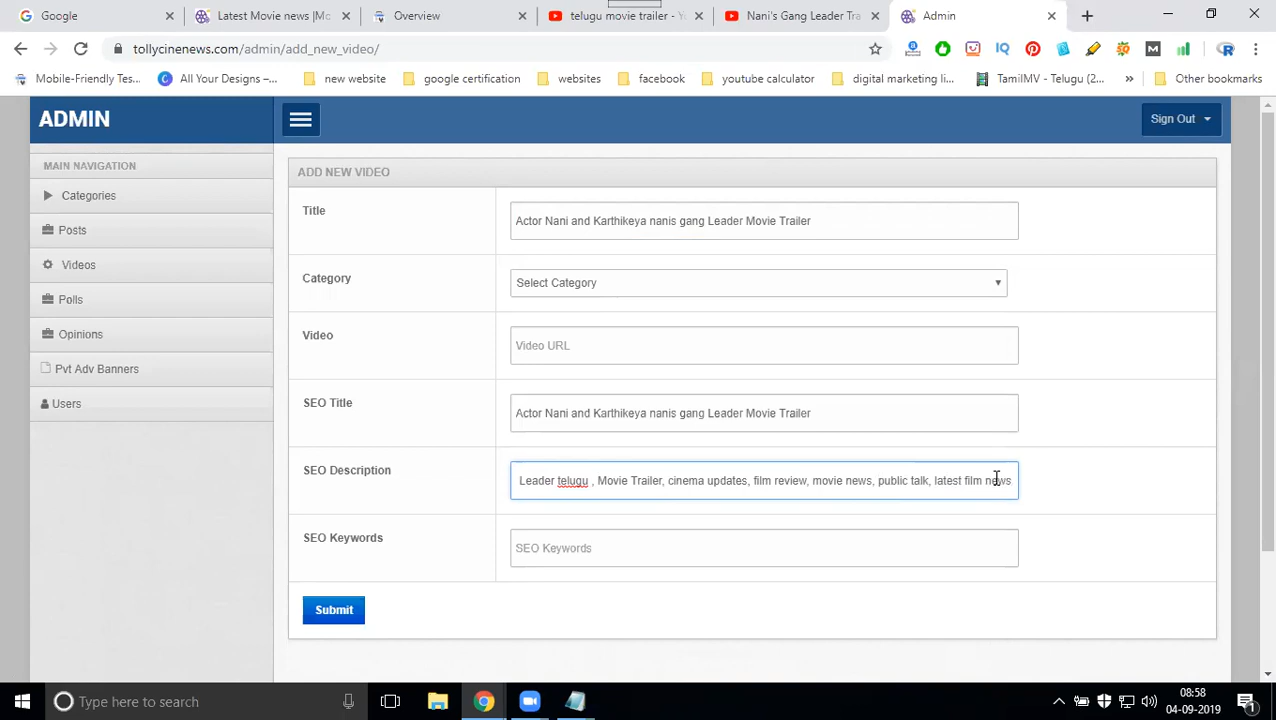 Google
Latest Movie news |Mo
Overview
telugu movie trailer - Y
Nani's Gang Leader Tra
Admin
tollycinenews.com/admin/add_new_video/
Mobile-Friendly Tes...
All Your Designs –...
new website
google certification
websites
facebook
youtube calculator
digital marketing li...
TamilMV - Telugu (2...
»
Other bookmarks
ADMIN
Sign Out
MAIN NAVIGATION
Categories
Posts
Videos
Polls
Opinions
Pvt Adv Banners
Users
ADD NEW VIDEO
Title
Actor Nani and Karthikeya nanis gang Leader Movie Trailer
Category
Select Category
Video
Video URL
SEO Title
Actor Nani and Karthikeya nanis gang Leader Movie Trailer
SEO Description
Leader telugu , Movie Trailer, cinema updates, film review, movie news, public talk, latest film news
SEO Keywords
SEO Keywords
Submit
Type here to search
08:58
04-09-2019